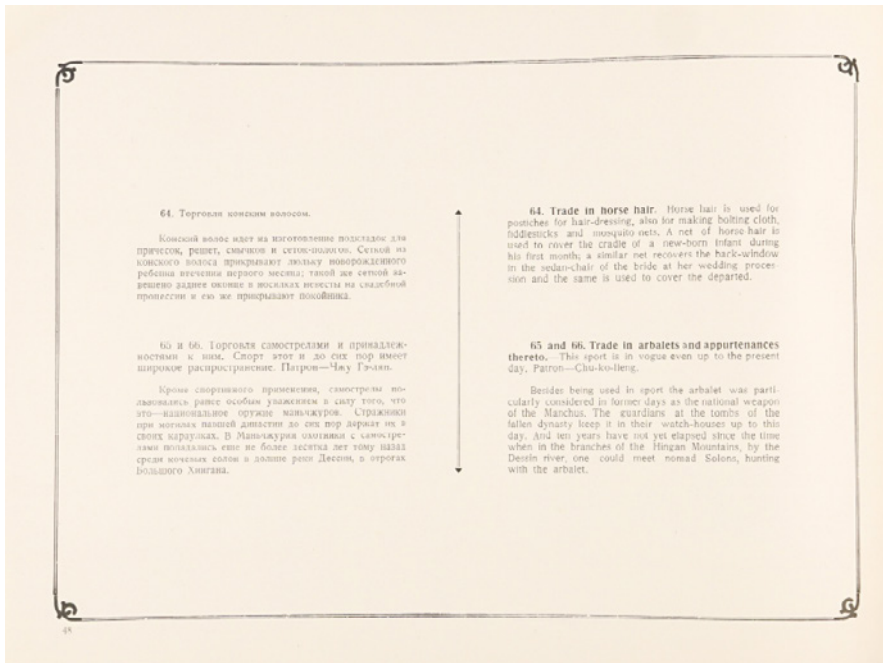 64. Торговля конским волосом.
Конский волос идет на изготовление подкладок для
причесок, решет, смычков и сеток-пологов. Сеткой из
конского волоса прикрывают люльку новорожденного
ребенка втечении первого месяца; такой же сеткой за-
вешено заднее оконце в носилках невесты на свадебной
процессии и ею же прикрывают покойника.
65 и 66. Торговля самострелами и принадлеж-
ностями к ним. Спорт этот и до сих пор имеет
широкое распространение. Патрон—Чжу Гэ-лян.
Кроме спортивного применения, самострелы по-
льзовались ранее особым уважением в силу того, что
это—национальное оружие маньчжуров. Стражники
при могилах павшей династии до сих пор держат их в
своих караулках. В Маньчжурии охотники с самостре-
лами попадались еще не более десятка лет тому назад
среди кочевых солон в долине реки Дессин, в отрогах
Большого Хингана.
64. Trade in horse hair. Horse hair is used for
postiches for hair-dressing, also for making bolting cloth,
fiddlesticks and mosquito nets. A net of horse-hair is
used to cover the cradle of a new-born infant during
his first month; a similar net recovers the back-window
in the sedan-chair of the bride at her wedding proces-
sion and the same is used to cover the departed.
65 and 66. Trade in arbalets and appurtenances
thereto.—This sport is in vogue even up to the present
day. Patron—Chu-ko-lieng.
Besides being used in sport the arbalet was parti-
cularly considered in former days as the national weapon
of the Manchus. The guardians at the tombs of the
fallen dynasty keep it in their watch-houses up to this
day. And ten years have not yet elapsed since the time
when in the branches of the Hingan Mountains, by the
Dessin river, one could meet nomad Solons, hunting
with the arbalet.